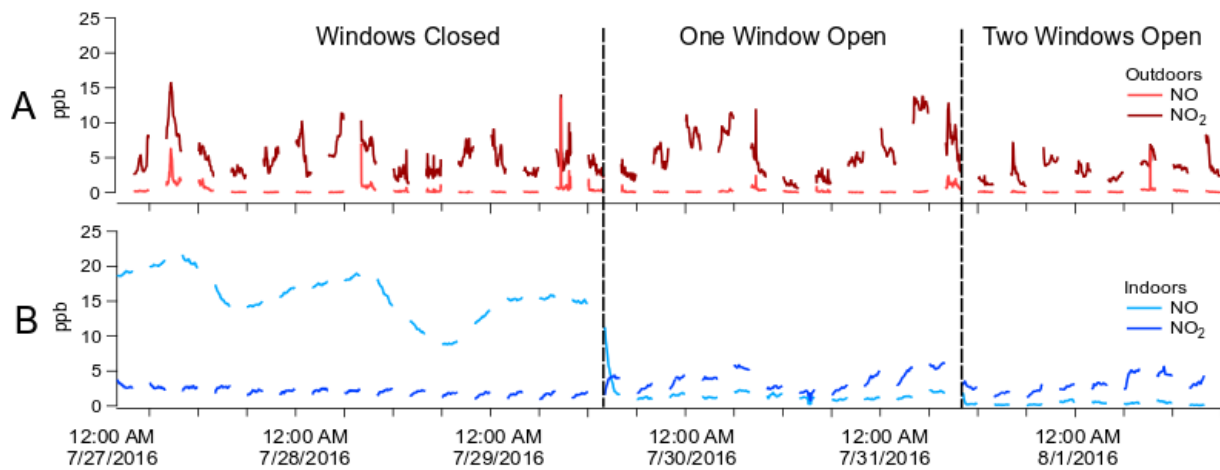 Windows Closed One Window Open Two Windows Open
A
ppb
25
20
15
10
5
0
Outdoors
NO
NO2
B
ppb
25
20
15
10
5
0
Indoors
NO
NO2
12:00 AM 12:00 AM 12:00 AM 12:00 AM 12:00 AM 12:00 AM
7/27/2016 7/28/2016 7/29/2016 7/30/2016 7/31/2016 8/1/2016